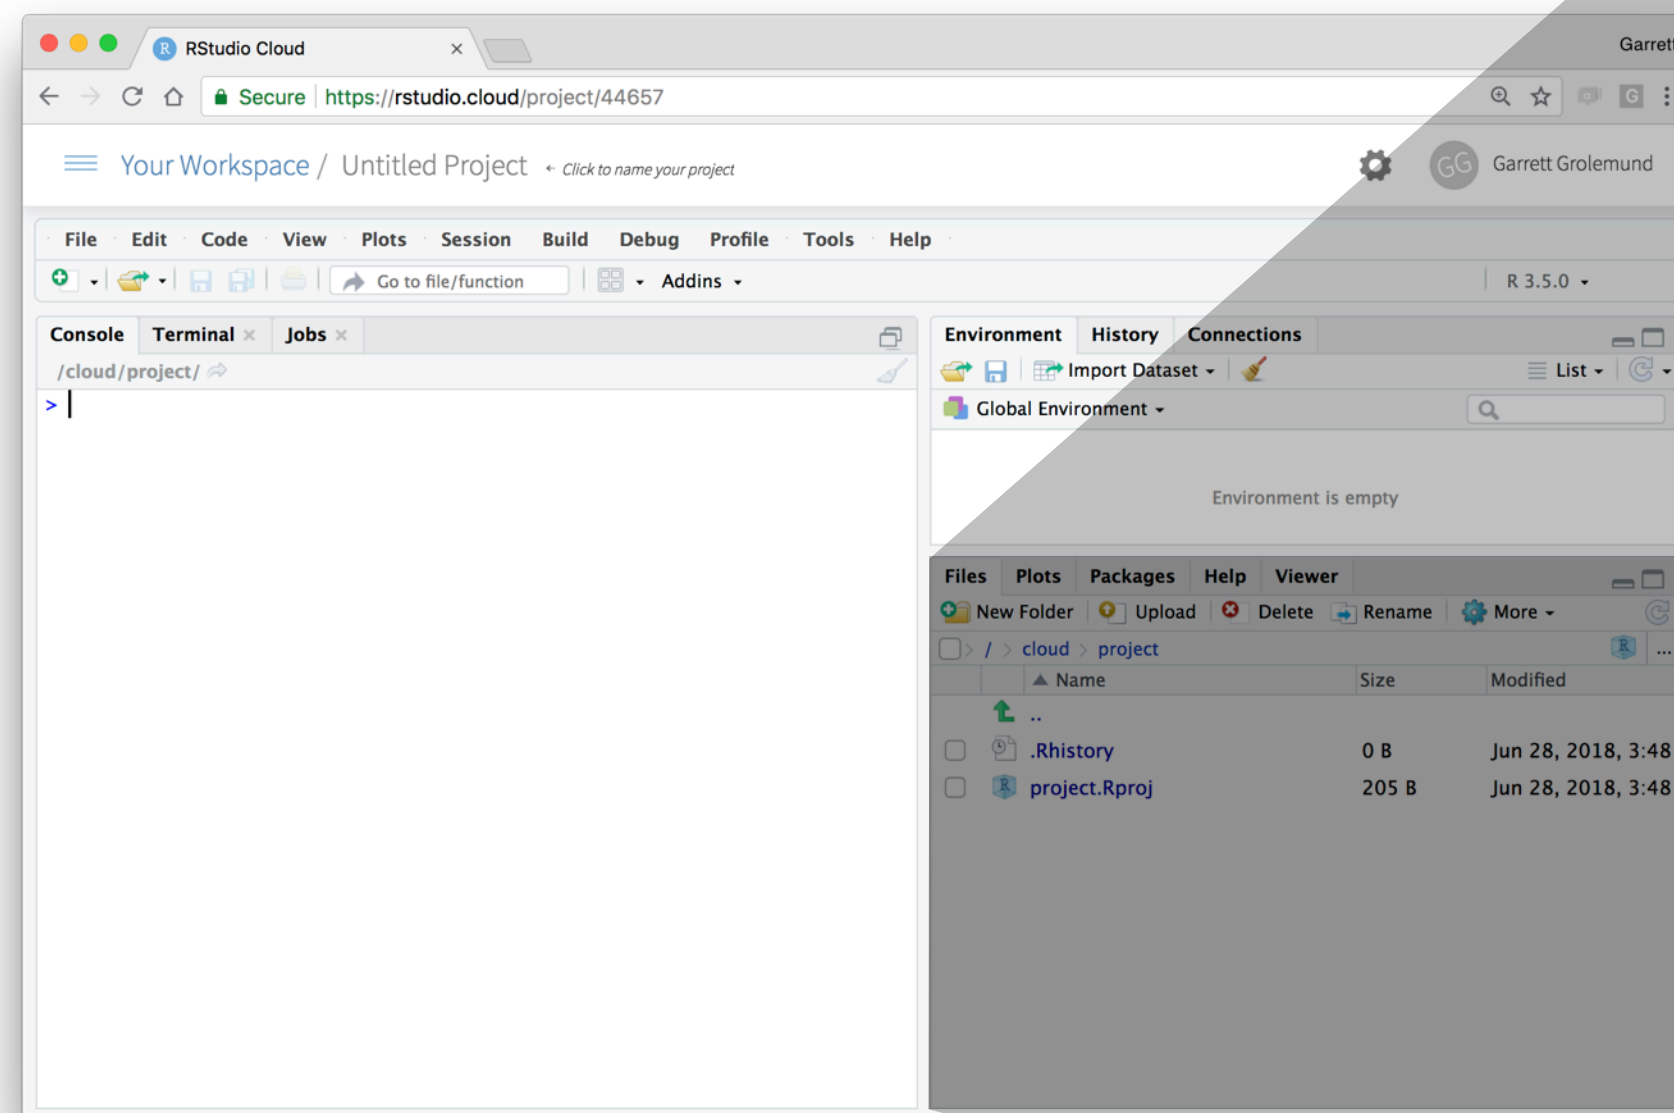 RStudio Cloud ×
Garrett
Secure https://rstudio.cloud/project/44657
G
Your Workspace / Untitled Project ← Click to name your project
GG Garrett Grolemund
File Edit Code View Plots Session Build Debug Profile Tools Help
Go to file/function Addins R 3.5.0
Console Terminal × Jobs ×
/cloud/project/
>
Environment History Connections
Import Dataset List
Global Environment
Environment is empty
Files Plots Packages Help Viewer
New Folder Upload Delete Rename More
/ > cloud > project R ...
Name Size Modified
..
.Rhistory 0 B Jun 28, 2018, 3:48
project.Rproj 205 B Jun 28, 2018, 3:48